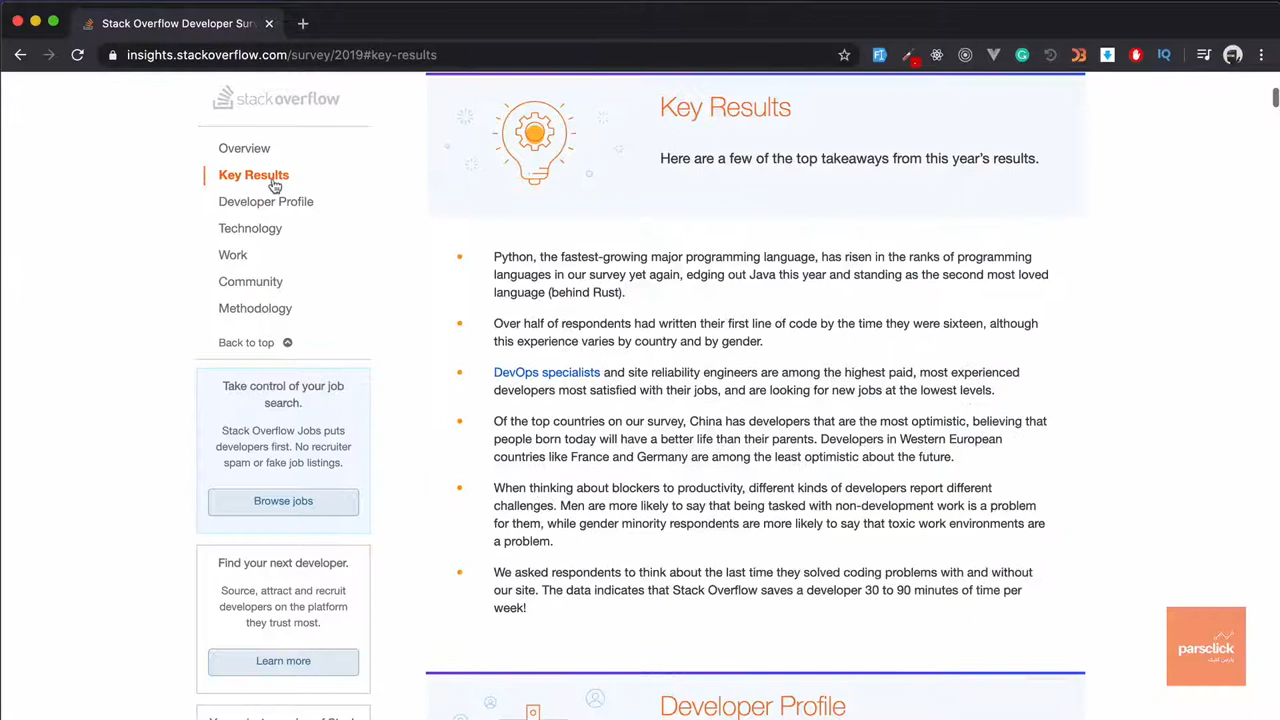 Stack Overflow Developer Sur
insights.stackoverflow.com/survey/2019#key-results
stackoverflow
Overview
Key Results
Developer Profile
Technology
Work
Community
Methodology
Back to top
Take control of your job
search.
Stack Overflow Jobs puts
developers first. No recruiter
spam or fake job listings.
Browse jobs
Find your next developer.
Source, attract and recruit
developers on the platform
they trust most.
Learn more
Key Results
Here are a few of the top takeaways from this year’s results.
Python, the fastest-growing major programming language, has risen in the ranks of programming
languages in our survey yet again, edging out Java this year and standing as the second most loved
language (behind Rust).
Over half of respondents had written their first line of code by the time they were sixteen, although
this experience varies by country and by gender.
DevOps specialists and site reliability engineers are among the highest paid, most experienced
developers most satisfied with their jobs, and are looking for new jobs at the lowest levels.
Of the top countries on our survey, China has developers that are the most optimistic, believing that
people born today will have a better life than their parents. Developers in Western European
countries like France and Germany are among the least optimistic about the future.
When thinking about blockers to productivity, different kinds of developers report different
challenges. Men are more likely to say that being tasked with non-development work is a problem
for them, while gender minority respondents are more likely to say that toxic work environments are
a problem.
We asked respondents to think about the last time they solved coding problems with and without
our site. The data indicates that Stack Overflow saves a developer 30 to 90 minutes of time per
week!
Developer Profile
parsclick
پارس کلیک